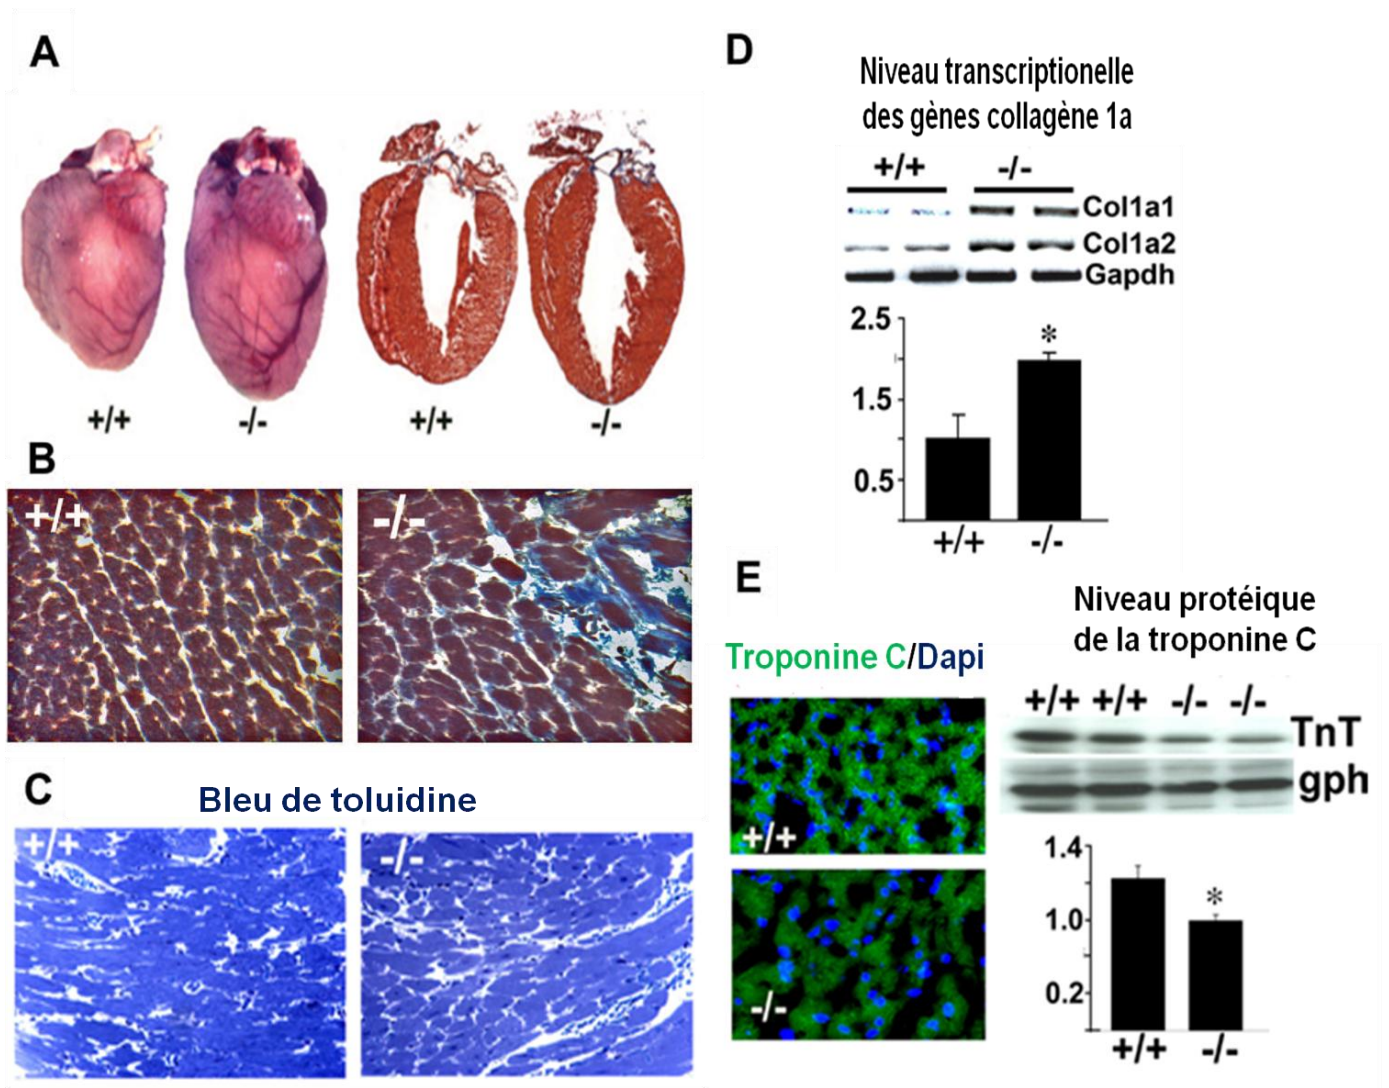 A
+/+
-/-
+/+
-/-
B
+/+
-/-
C
Bleu de toluidine
+/+
-/-
D
Niveau transcriptionelle
des gènes collagène 1a
+/+
-/-
Col1a1
Col1a2
Gapdh
2.5
*
1.5
0.5
+/+
-/-
E
Troponine C/Dapi
+/+
-/-
Niveau protéique
de la troponine C
+/+ +/+ -/- -/-
TnT
gph
1.4
*
1.0
0.2
+/+
-/-